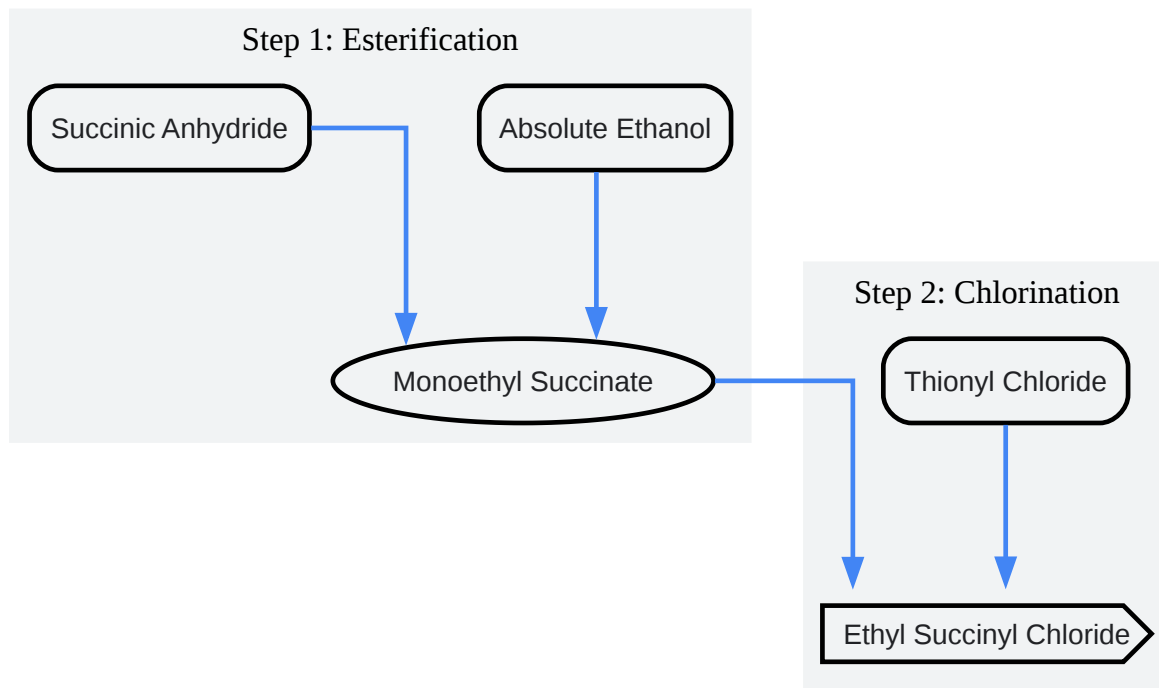 Step 1: Esterification
Succinic Anhydride
Absolute Ethanol
Monoethyl Succinate
Step 2: Chlorination
Thionyl Chloride
Ethyl Succinyl Chloride